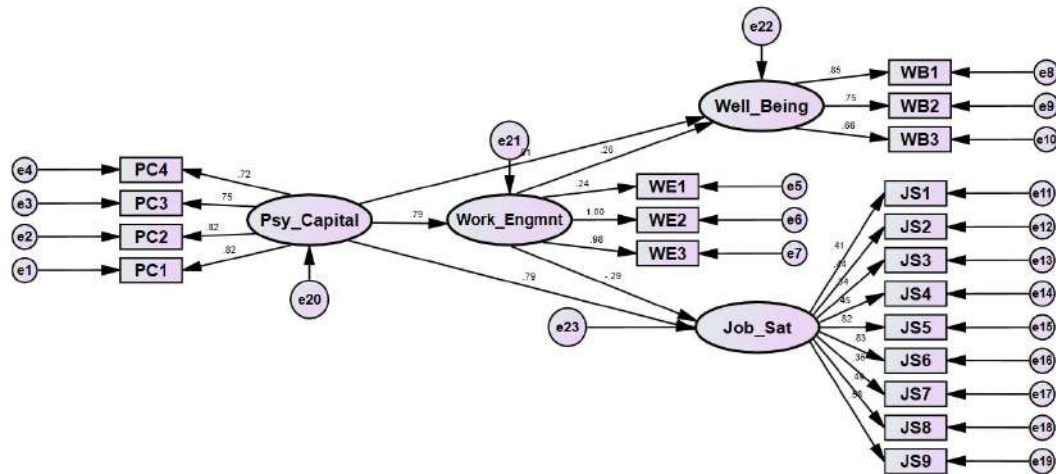 e22
.85
WB1
e8
Well_Being
.75
WB2
e9
.66
WB3
e10
e21
.26
e4
PC4
.72
.24
WE1
e5
JS1
e11
e3
PC3
.75
Psy_Capital
.79
Work_Engmnt
1.00
WE2
e6
.41
JS2
e12
e2
PC2
.82
.98
WE3
e7
JS3
e13
e1
PC1
.82
.79
-.29
JS4
e14
e20
.45
e23
Job_Sat
.82
JS5
e15
.83
JS6
e16
JS7
e17
JS8
e18
JS9
e19